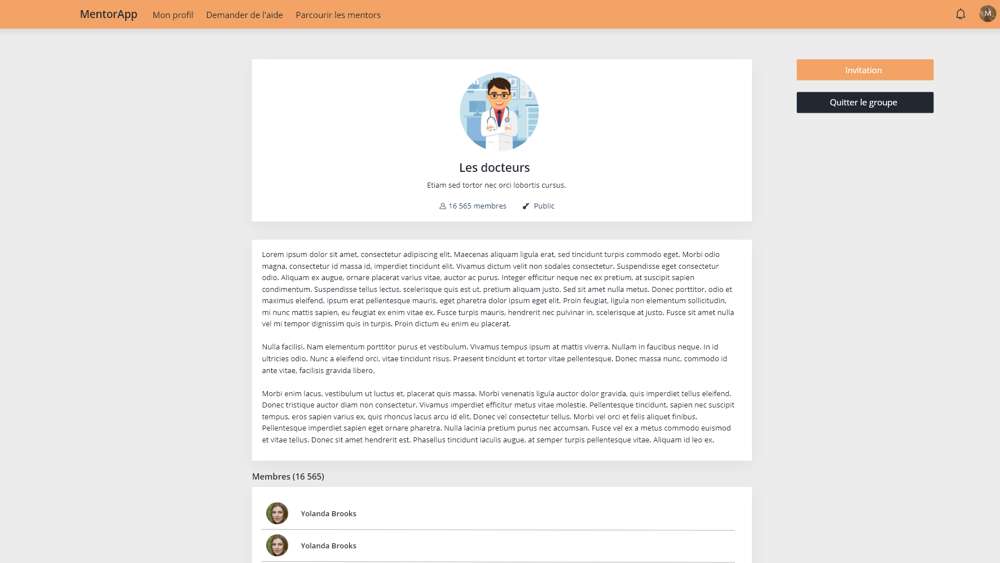 MentorApp
Mon profil
Demander de l'aide
Parcourir les mentors
M
Invitation
Quitter le groupe
Les docteurs
Etiam sed tortor nec orci lobortis cursus.
16 565 membres
Public
Lorem ipsum dolor sit amet, consectetur adipiscing elit. Maecenas aliquam ligula erat, sed tincidunt turpis commodo eget. Morbi odio
magna, consectetur id massa id, imperdiet tincidunt elit. Vivamus dictum velit non sodales consectetur. Suspendisse eget consectetur
odio. Aliquam ex augue, ornare placerat varius vitae, auctor ac purus. Integer efficitur neque nec ex pretium, at suscipit sapien
condimentum. Suspendisse tellus lectus, scelerisque quis est ut, pretium aliquam justo. Sed sit amet nulla metus. Donec porttitor, odio et
maximus eleifend, ipsum erat pellentesque mauris, eget pharetra dolor ipsum eget elit. Proin feugiat, ligula non elementum sollicitudin,
mi nunc mattis sapien, eu feugiat ex enim vitae ex. Fusce turpis mauris, hendrerit nec pulvinar in, scelerisque at justo. Fusce sit amet nulla
vel mi tempor dignissim quis in turpis. Proin dictum eu enim eu placerat.
Nulla facilisi. Nam elementum porttitor purus et vestibulum. Vivamus tempus ipsum at mattis viverra. Nullam in faucibus neque. In id
ultricies odio. Nunc a eleifend orci, vitae tincidunt risus. Praesent tincidunt et tortor vitae pellentesque. Donec massa nunc, commodo id
ante vitae, facilisis gravida libero.
Morbi enim lacus, vestibulum ut luctus et, placerat quis massa. Morbi venenatis ligula auctor dolor gravida, quis imperdiet tellus eleifend.
Donec tristique auctor diam non consectetur. Vivamus imperdiet efficitur metus vitae molestie. Pellentesque tincidunt, sapien nec suscipit
tempus, eros sapien varius ex, quis rhoncus lacus arcu id elit. Donec vel consectetur tellus. Morbi vel orci et felis aliquet finibus.
Pellentesque imperdiet sapien eget ornare pharetra. Nulla lacinia pretium purus nec accumsan. Fusce vel ex a metus commodo euismod
et vitae tellus. Donec sit amet hendrerit est. Phasellus tincidunt iaculis augue, at semper turpis pellentesque vitae. Aliquam id leo ex.
Membres (16 565)
Yolanda Brooks
Yolanda Brooks